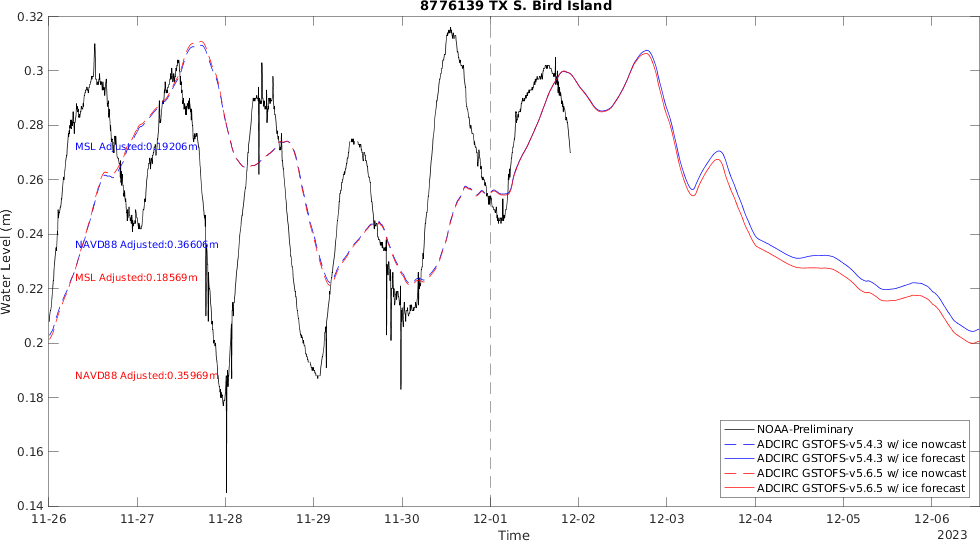 8776139 TX S. Bird Island
0.32
0.3
0.28
0.26
0.24
0.22
0.2
0.18
0.16
0.14
Water Level (m)
MSL Adjusted:0.19206m
NAVD88 Adjusted:0.36606m
MSL Adjusted:0.18569m
NAVD88 Adjusted:0.35969m
NOAA-Preliminary
ADCIRC GSTOFS-v5.4.3 w/ ice nowcast
ADCIRC GSTOFS-v5.4.3 w/ ice forecast
ADCIRC GSTOFS-v5.6.5 w/ ice nowcast
ADCIRC GSTOFS-v5.6.5 w/ ice forecast
11-26 11-27 11-28 11-29 11-30 12-01 12-02 12-03 12-04 12-05 12-06
Time
2023